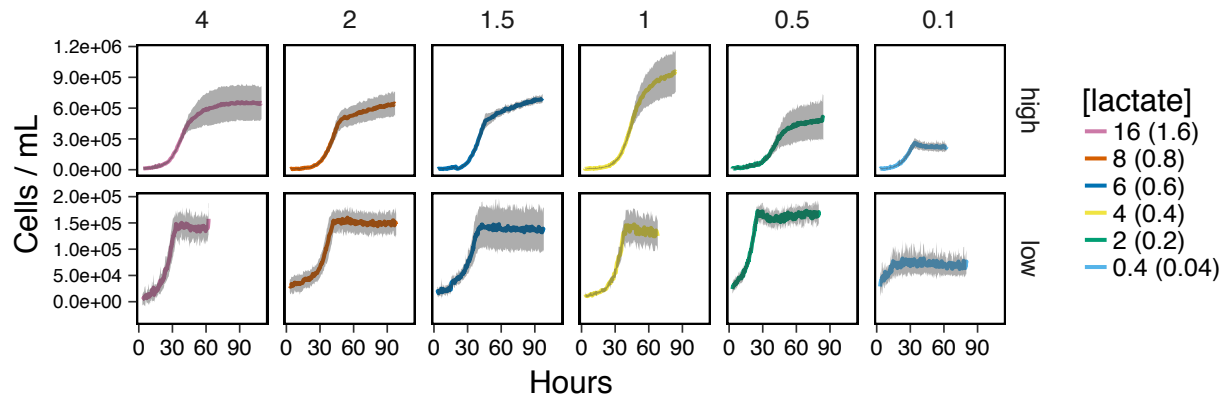 4 2 1.5 1 0.5 0.1
Cells / mL
1.2e+06
9.0e+05
6.0e+05
3.0e+05
0.0e+00
high
2.0e+05
1.5e+05
1.0e+05
5.0e+04
0.0e+00
low
0 30 60 90 0 30 60 90 0 30 60 90 0 30 60 90 0 30 60 90 0 30 60 90
Hours
[lactate]
16 (1.6)
8 (0.8)
6 (0.6)
4 (0.4)
2 (0.2)
0.4 (0.04)